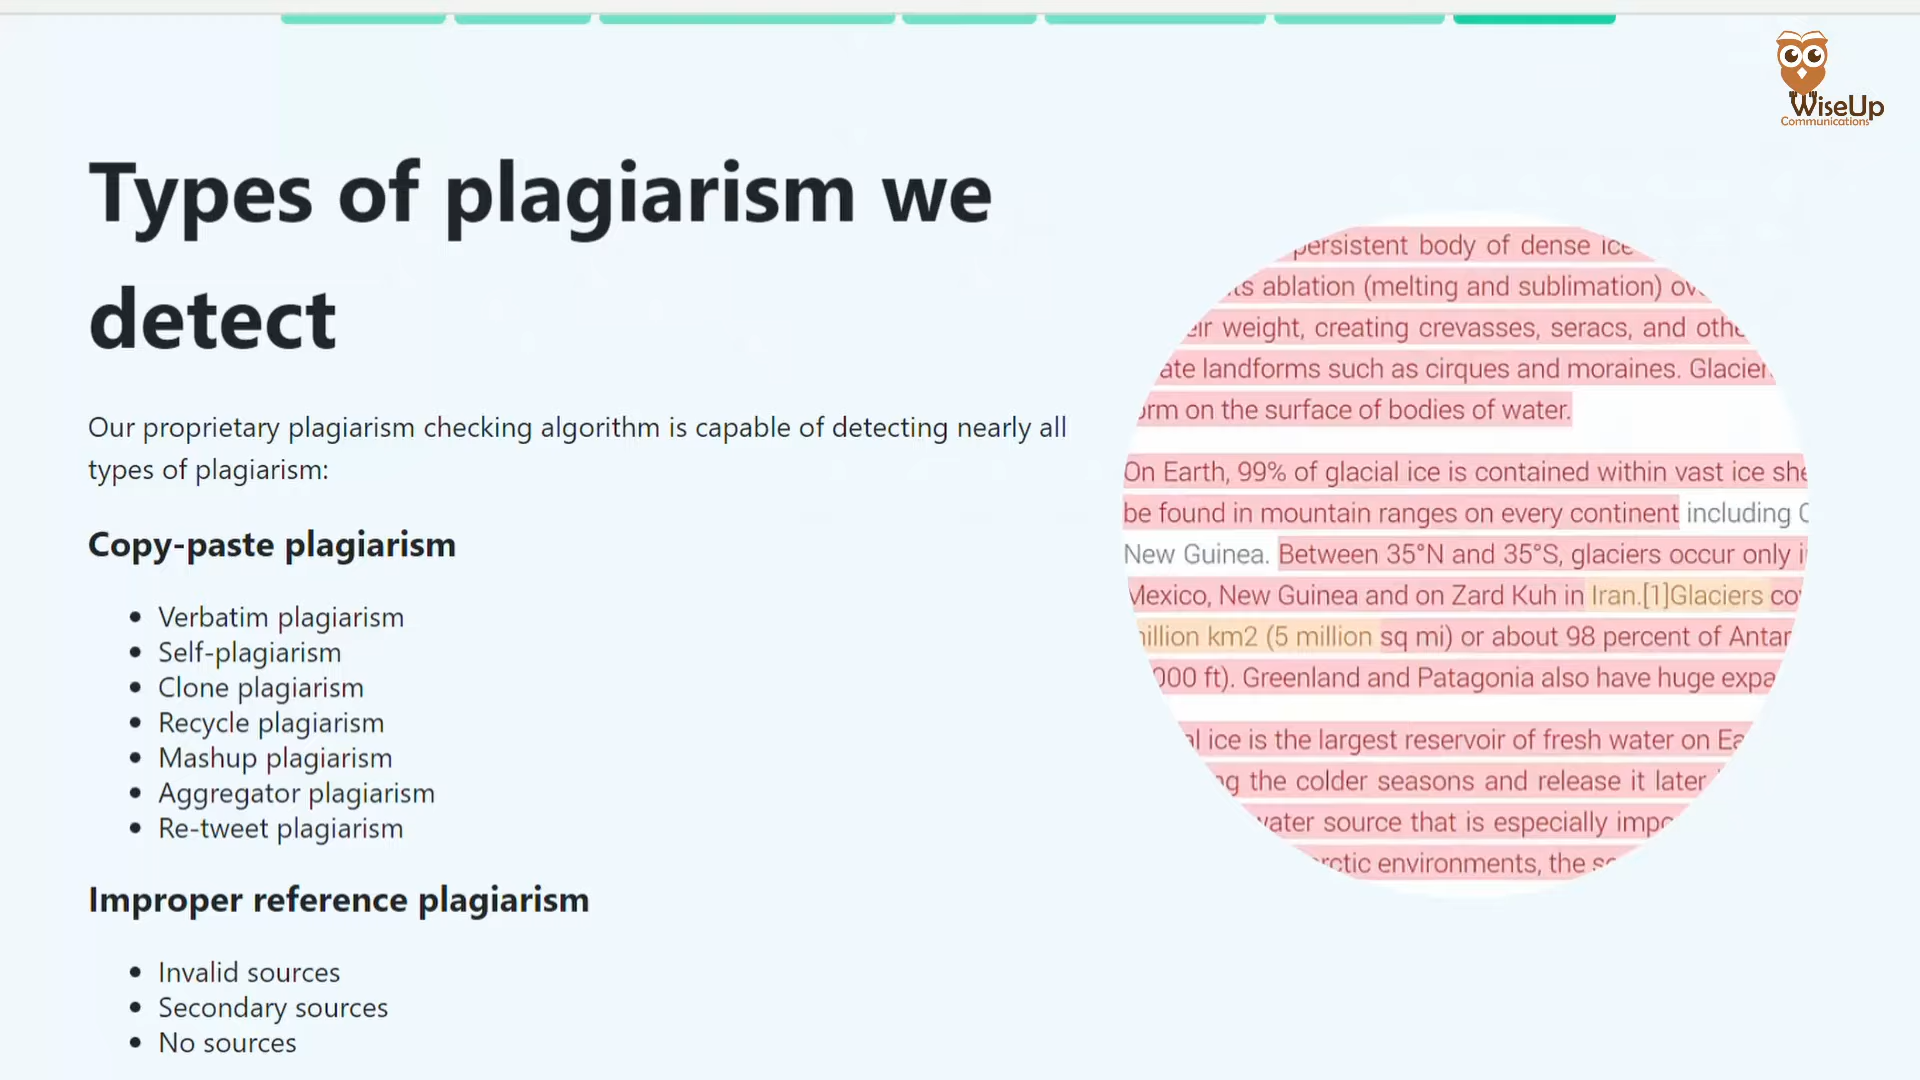 WiseUp
Communications
Types of plagiarism we
detect
Our proprietary plagiarism checking algorithm is capable of detecting nearly all
types of plagiarism:
Copy-paste plagiarism
Verbatim plagiarism
Self-plagiarism
Clone plagiarism
Recycle plagiarism
Mashup plagiarism
Aggregator plagiarism
Re-tweet plagiarism
Improper reference plagiarism
Invalid sources
Secondary sources
No sources
persistent body of dense ice
ablation (melting and sublimation)
weight, creating crevasses, seracs, and
landforms such as cirques and moraines.
on the surface of bodies of water.
On Earth, 99% of glacial ice is contained within vast ice
be found in mountain ranges on every continent including
New Guinea. Between 35°N and 35°S, glaciers occur only
Mexico, New Guinea and on Zard Kuh in Iran.[1]Glaciers
km2 (5 million sq mi) or about 98 percent of
ft). Greenland and Patagonia also have huge
ice is the largest reservoir of fresh water on
the colder seasons and release it later
water source that is especially
environments, the